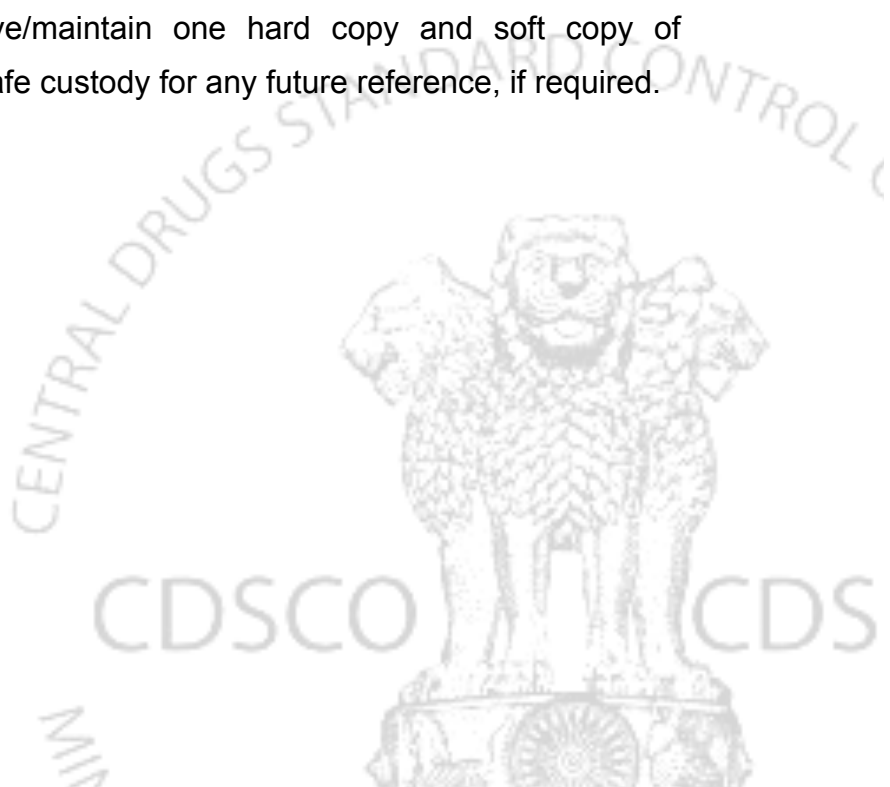 ve/maintain one hard copy and soft copy of
afe custody for any future reference, if required.
CENTRAL DRUGS STANDARD CONTROL
CDSCO CDS
MIN